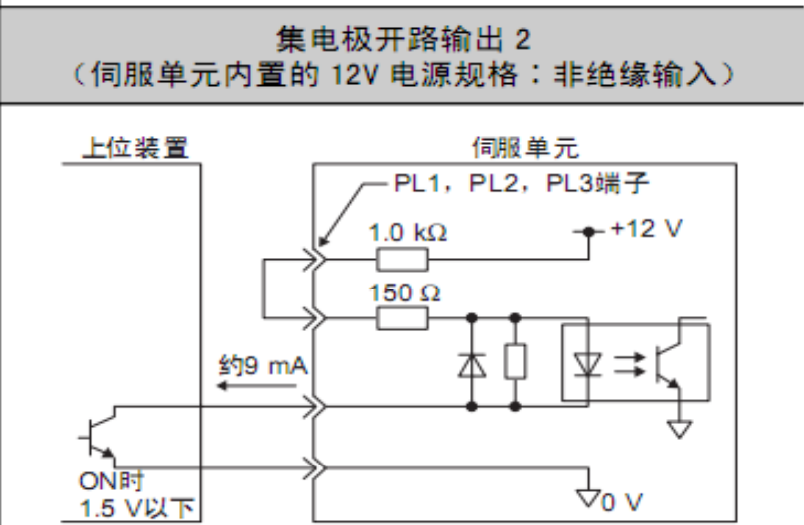 集电极开路输出 2
（伺服单元内置的 12V 电源规格：非绝缘输入）
上位装置
伺服单元
PL1，PL2，PL3端子
1.0 kΩ
+12 V
150 Ω
约9 mA
ON时
1.5 V以下
0 V